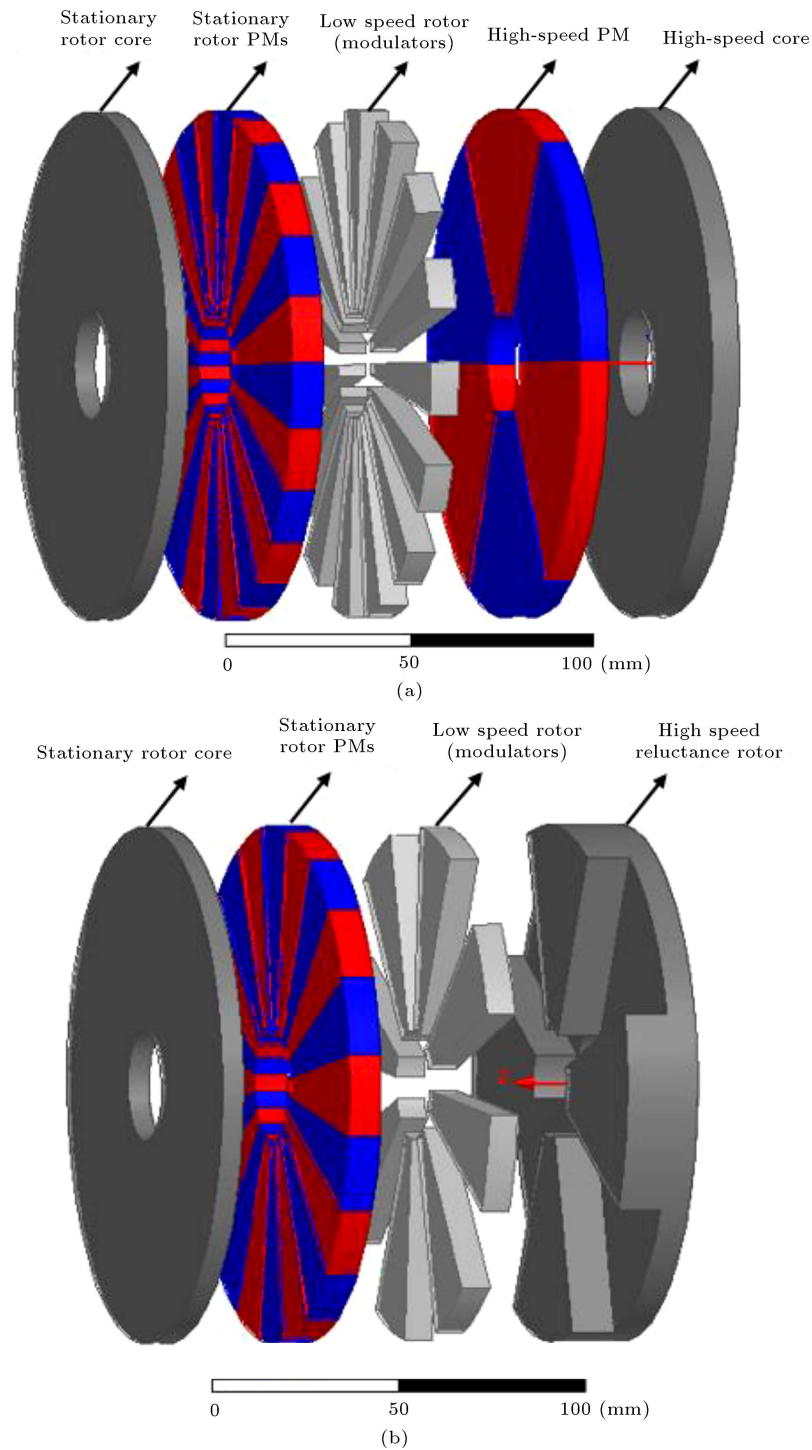 Stationary
rotor core
Stationary
rotor PMs
Low speed rotor
(modulators)
High-speed PM
High-speed core
0
50
100 (mm)
(a)
Stationary rotor core
Stationary
rotor PMs
Low speed rotor
(modulators)
High speed
reluctance rotor
0
50
100 (mm)
(b)